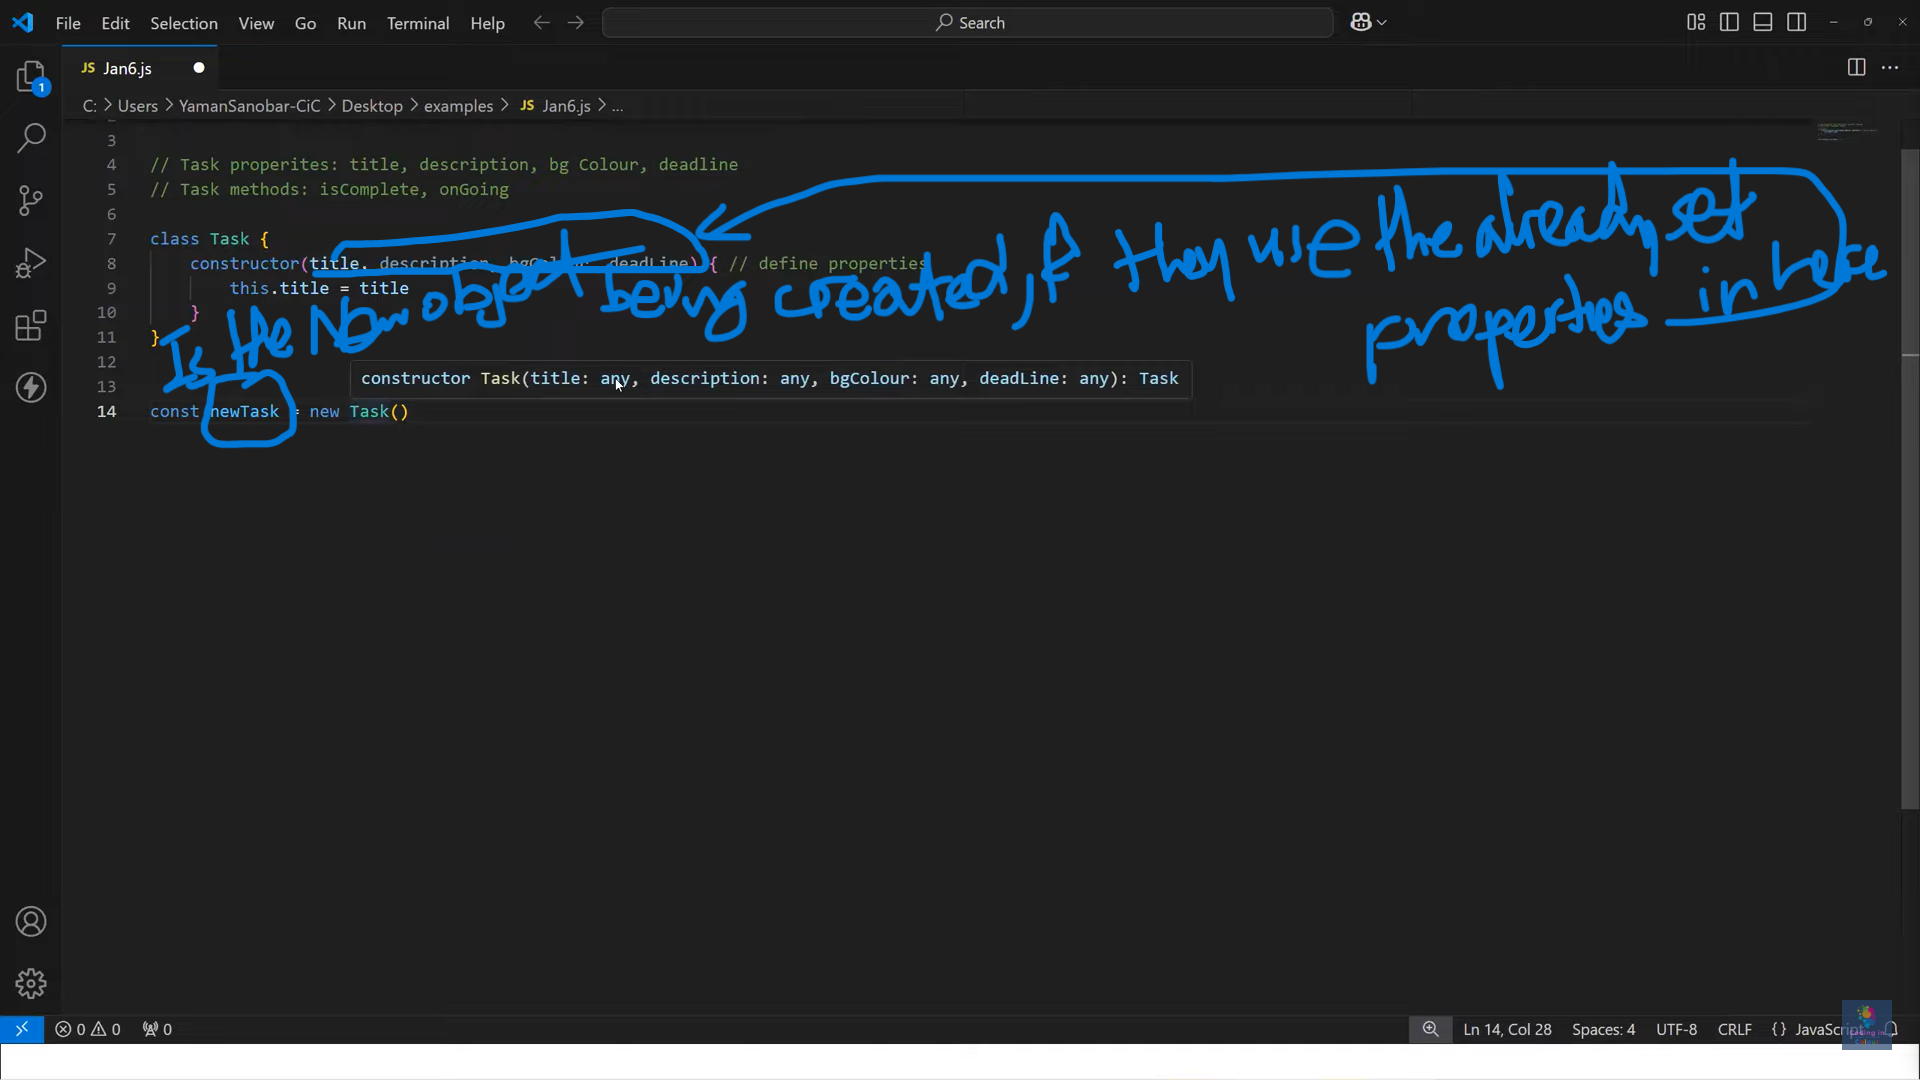 File Edit Selection View Go Run Terminal Help Search
JS Jan6.js
1
C: > Users > YamanSanobar-CiC > Desktop > examples > JS Jan6.js > ...
3
4 // Task properites: title, description, bg Colour, deadline
5 // Task methods: isComplete, onGoing
6
7 class Task {
8 constructor(title, description, bgColour, deadLine) { // define properties
9 this.title = title
10 }
11 }
12
13
Is the New object being created, if they use the already set
properties in here
constructor Task(title: any, description: any, bgColour: any, deadLine: any): Task
14 const newTask = new Task()
0 0 0 Ln 14, Col 28 Spaces: 4 UTF-8 CRLF {} JavaScript